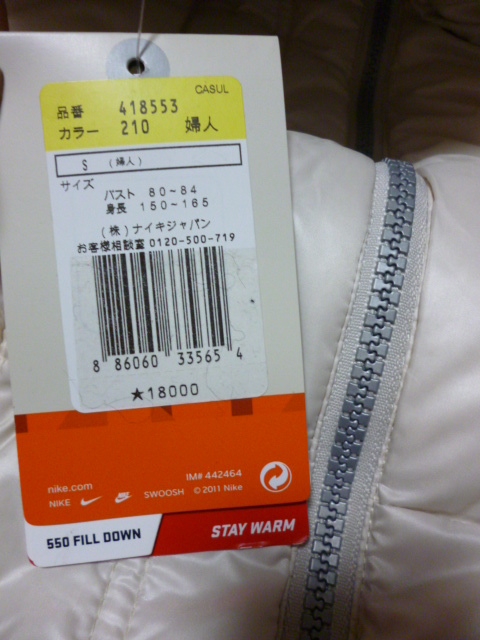 CASUL
品番 418553
カラー 210 婦人
S (婦人)
サイズ
バスト 80~84
身長 150~165
(株)ナイキジャパン
お客様相談室 0120-500-719
8 86060 33565 4
★18000
IM# 442464
nike.com
NIKE SWOOSH © 2011 Nike
550 FILL DOWN
STAY WARM